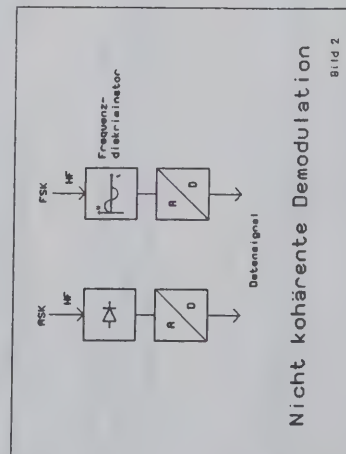 ASK
FSK
HF
HF
Frequenz-
diskriminator
A
D
A
D
Datensignal
Nicht kohärente Demodulation
Bild 2